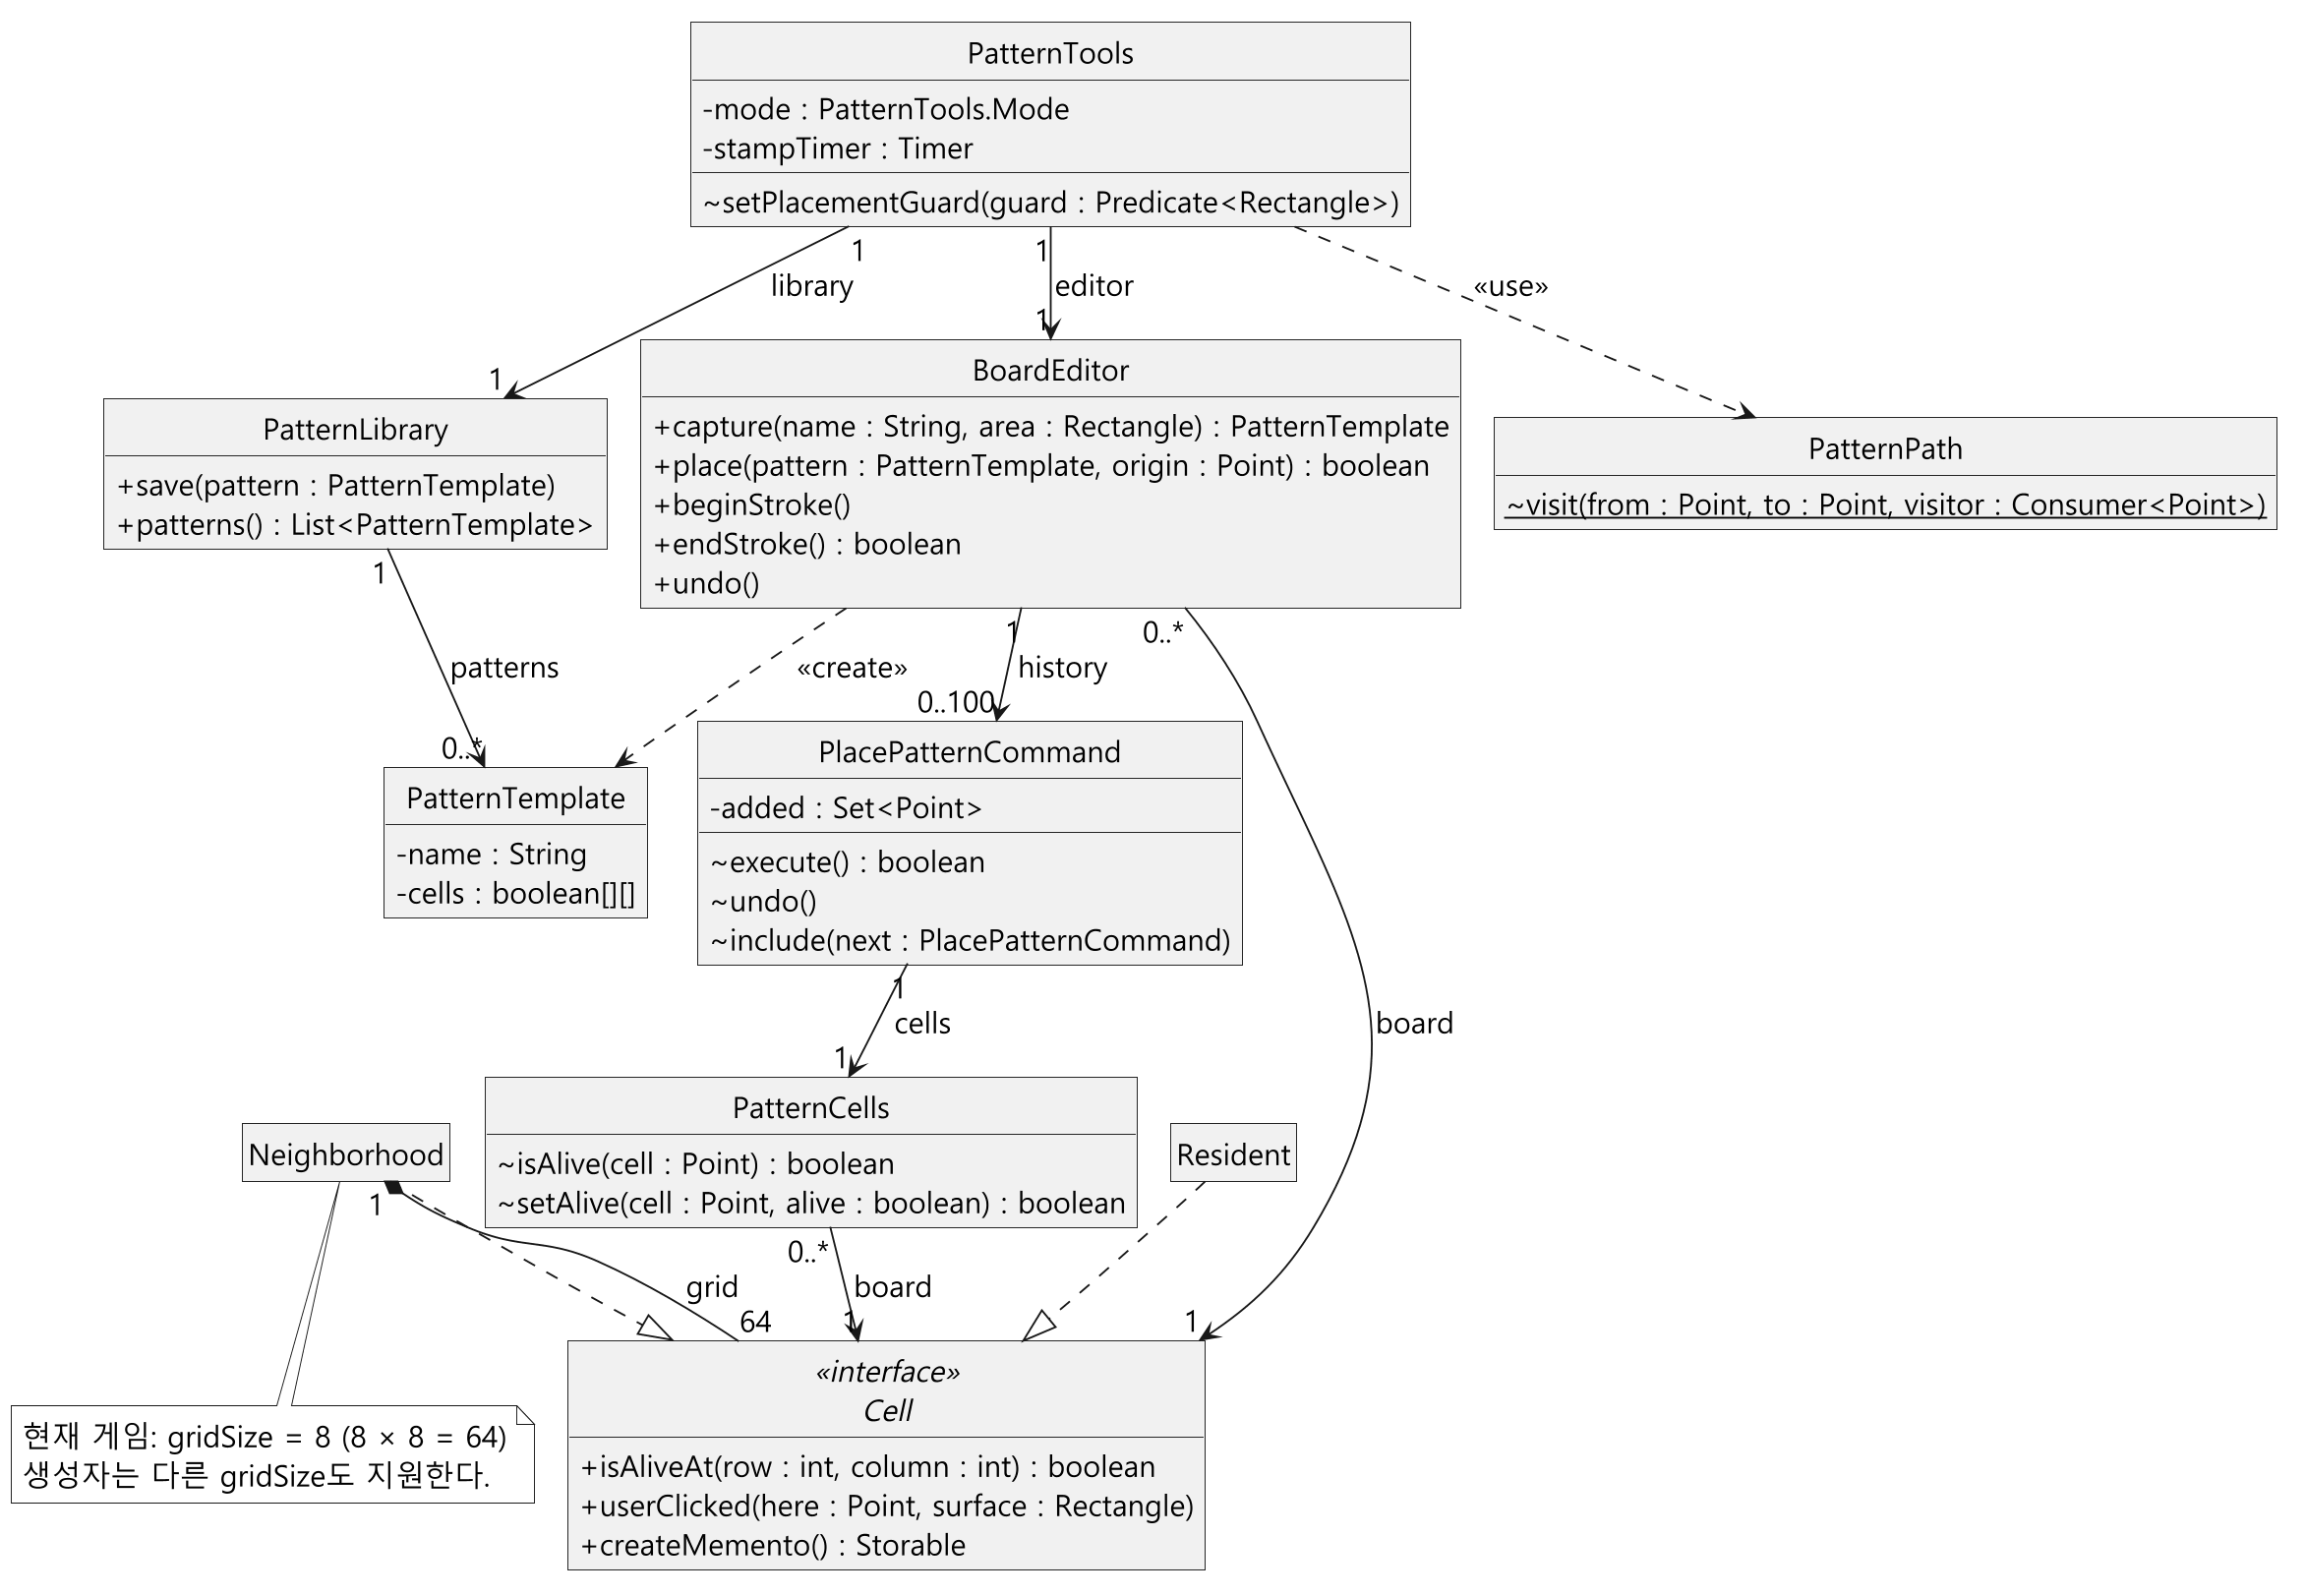 PatternTools
-mode : PatternTools.Mode
-stampTimer : Timer
~setPlacementGuard(guard : Predicate<Rectangle>)
1
1
library
editor
«use»
1
1
BoardEditor
+capture(name : String, area : Rectangle) : PatternTemplate
+place(pattern : PatternTemplate, origin : Point) : boolean
+beginStroke()
+endStroke() : boolean
+undo()
PatternLibrary
+save(pattern : PatternTemplate)
+patterns() : List<PatternTemplate>
PatternPath
~visit(from : Point, to : Point, visitor : Consumer<Point>)
1
1
0..*
patterns
«create»
history
0..100
0..*
PlacePatternCommand
-added : Set<Point>
~execute() : boolean
~undo()
~include(next : PlacePatternCommand)
PatternTemplate
-name : String
-cells : boolean[][]
1
cells
board
1
PatternCells
~isAlive(cell : Point) : boolean
~setAlive(cell : Point, alive : boolean) : boolean
Neighborhood
Resident
1
0..*
grid
board
64
1
1
«interface»
Cell
+isAliveAt(row : int, column : int) : boolean
+userClicked(here : Point, surface : Rectangle)
+createMemento() : Storable
현재 게임: gridSize = 8 (8 × 8 = 64)
생성자는 다른 gridSize도 지원한다.